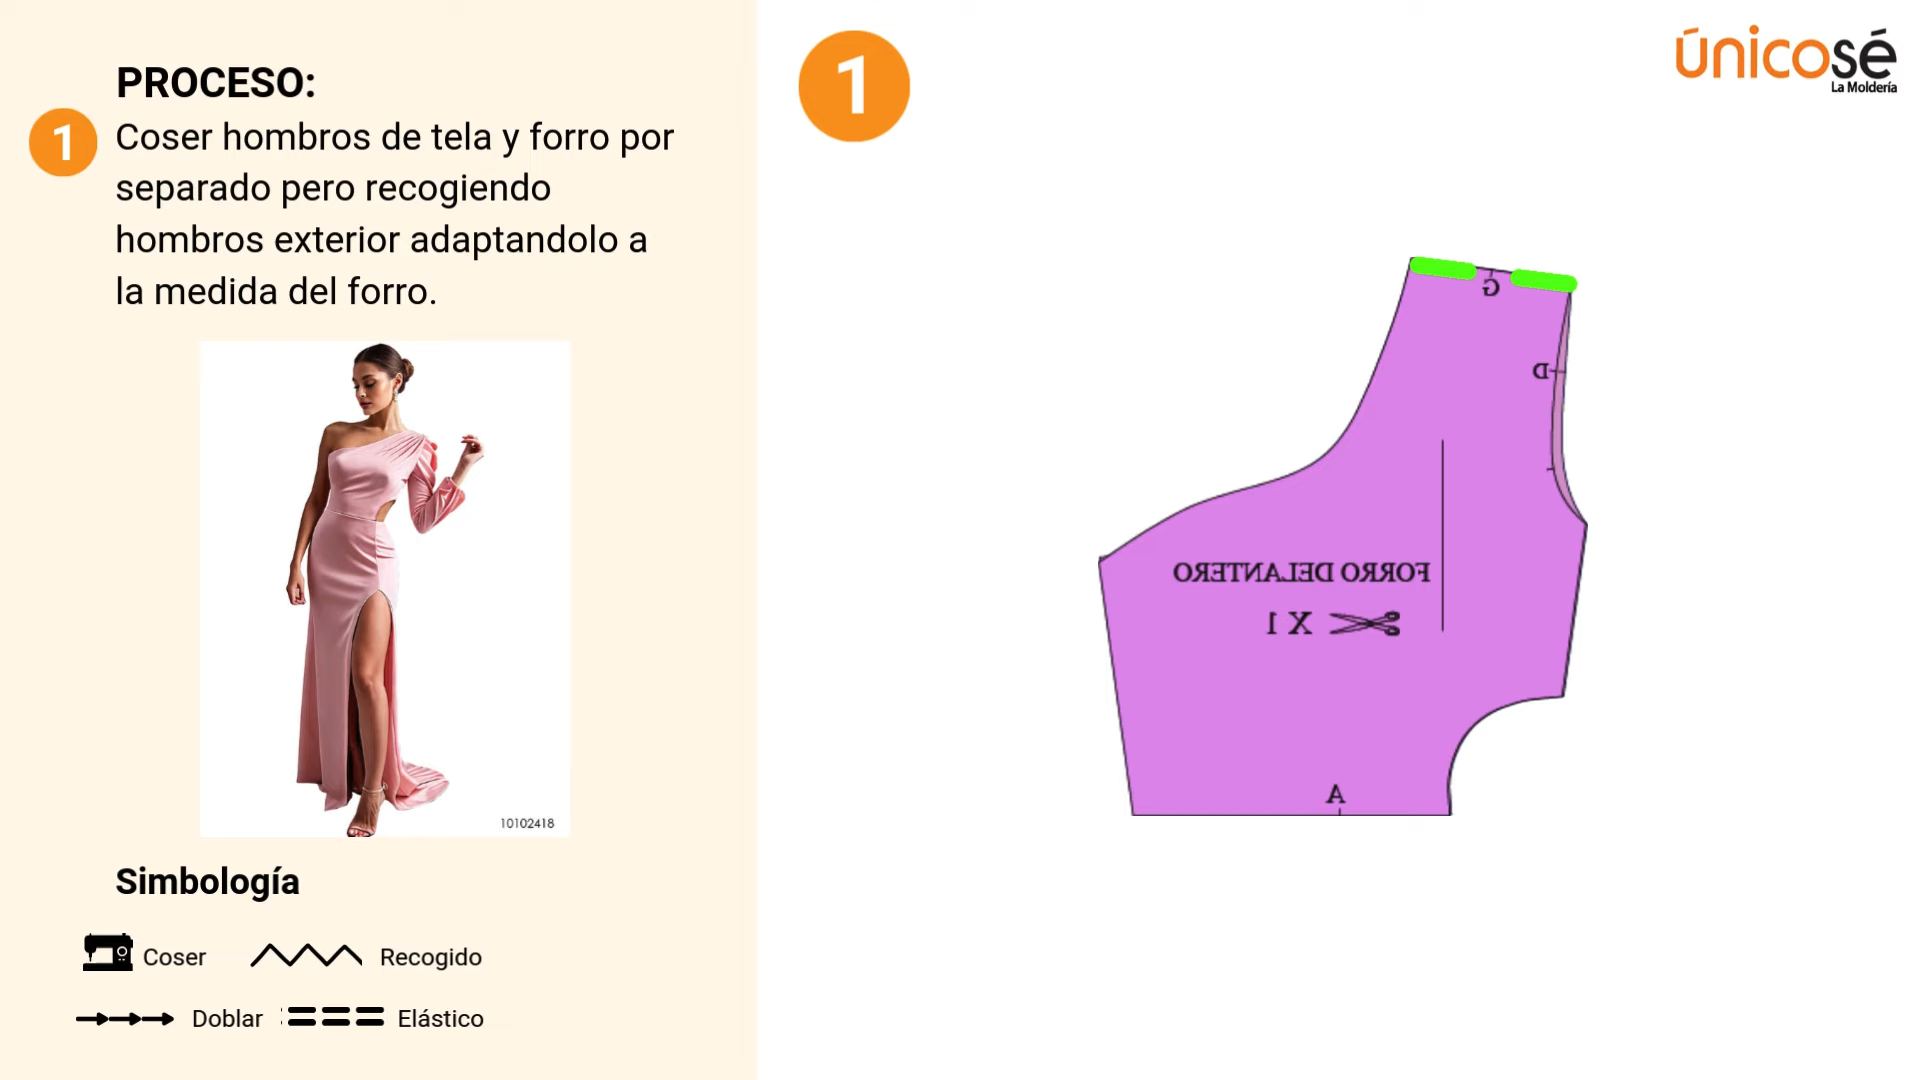 PROCESO:
1
Coser hombros de tela y forro por
separado pero recogiendo
hombros exterior adaptandolo a
la medida del forro.
10102418
Simbología
Coser
Recogido
Doblar
Elástico
1
únicosé
La Moldería
G
D
FORRO DELANTERO
X 1
A